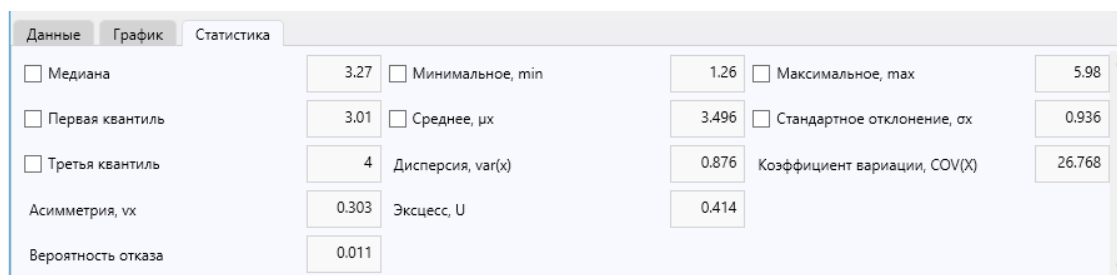 Данные График Статистика
Медиана 3.27 Минимальное, min 1.26 Максимальное, max 5.98
Первая квантиль 3.01 Среднее, μx 3.496 Стандартное отклонение, σx 0.936
Третья квантиль 4 Дисперсия, var(x) 0.876 Коэффициент вариации, COV(X) 26.768
Асимметрия, νx 0.303 Эксцесс, U 0.414
Вероятность отказа 0.011